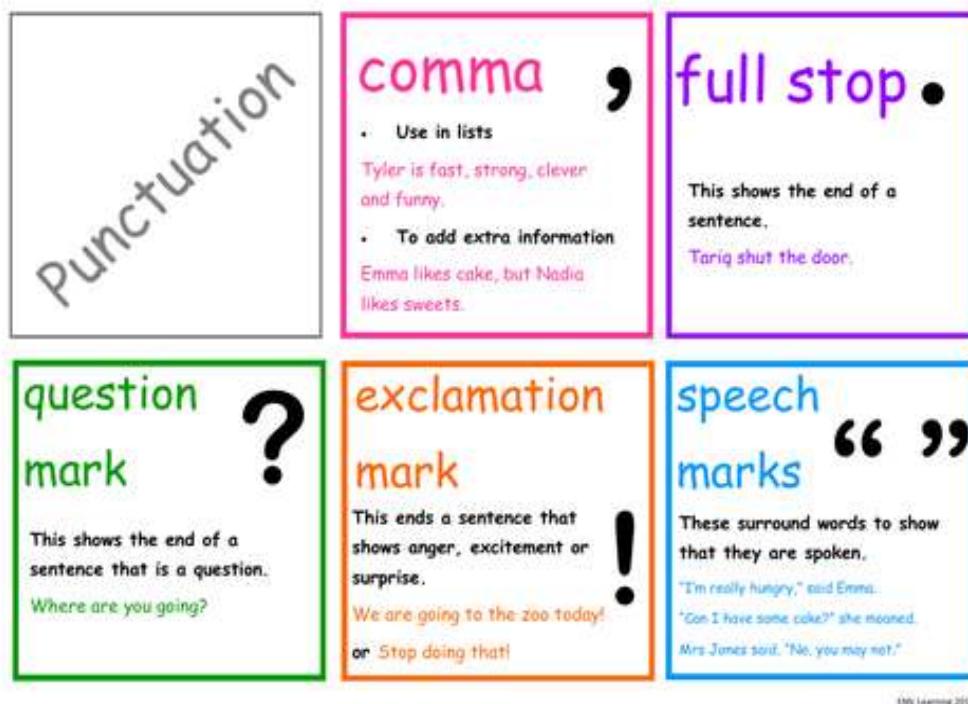 Punctuation
comma ,
• Use in lists
Tyler is fast, strong, clever
and funny.
• To add extra information
Emma likes cake, but Nadia
likes sweets.
full stop .
This shows the end of a
sentence.
Tariq shut the door.
question
mark ?
This shows the end of a
sentence that is a question.
Where are you going?
exclamation
mark
This ends a sentence that
shows anger, excitement or
surprise.
!
We are going to the zoo today!
or Stop doing that!
speech
marks “ ”
These surround words to show
that they are spoken.
"I'm really hungry," said Emma.
"Can I have some cake?" she moaned.
Mrs Jones said, "No, you may not."
Learning